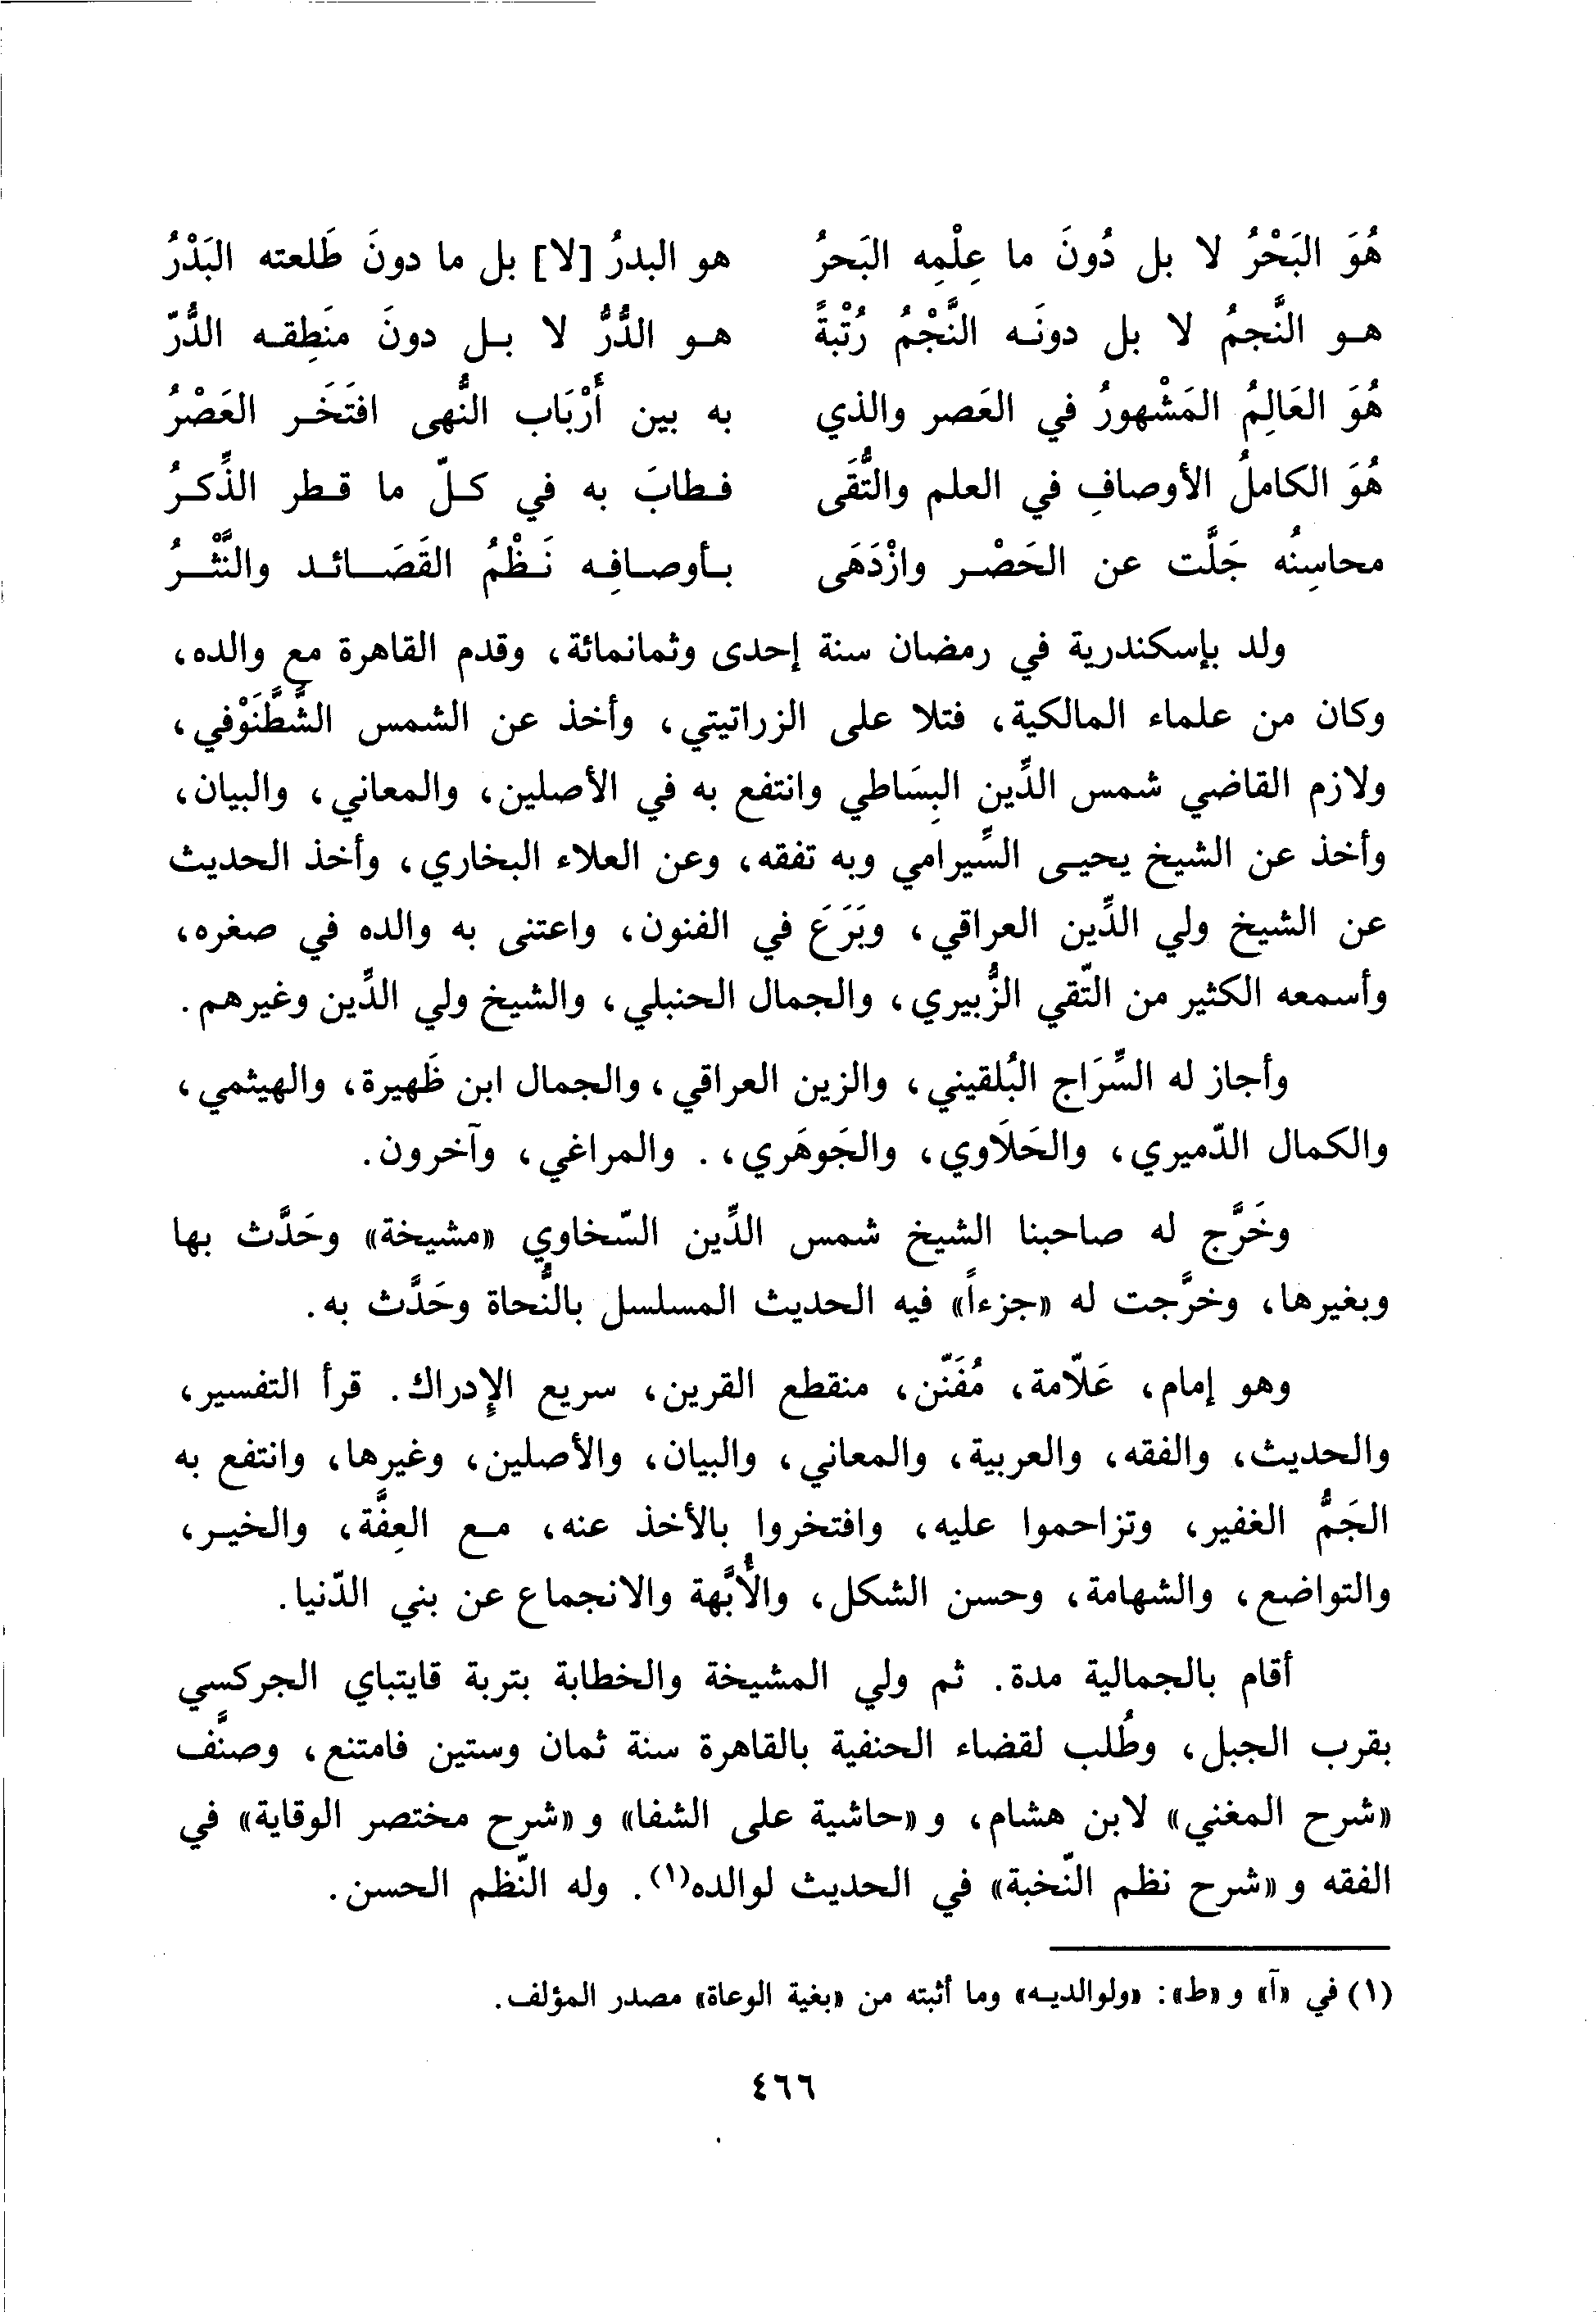 هُوَ البَحْرُ لا بل دُونَ ما عِلْمِه البَحرُ هو البدرُ [لا] بل ما دونَ طَلعته البَدْرُ
هـو النَّجمُ لا بل دونَـه النَّجْمُ رُتْبةً هـو الدُّرُّ لا بـل دونَ منَطِقـه الدُّرّ
هُوَ العَالِمُ المَشْهورُ في العَصر والذي به بين أَرْبَاب النُّهى افتَخَـر العَصْرُ
هُوَ الكاملُ الأوصافِ في العلم والتُّقَى فـطابَ به في كـلّ ما قـطر الذِّكـرُ
محاسِنُه جَلَّت عن الحَصْـر وازْدَهَى بـأوصـافِـه نَـظْمُ القَصَـائـد والنَّثْـرُ
ولد بإسكندرية في رمضان سنة إحدى وثمانمائة، وقدم القاهرة مع والده،
وكان من علماء المالكية، فتلا على الزراتيتي، وأخذ عن الشمس الشَّطَّنَوْفي،
ولازم القاضي شمس الدِّين البِسَاطي وانتفع به في الأصلين، والمعاني، والبيان،
وأخذ عن الشيخ يحيـى السِّيرامي وبه تفقه، وعن العلاء البخاري، وأخذ الحديث
عن الشيخ ولي الدِّين العراقي، وبَرَعَ في الفنون، واعتنى به والده في صغره،
وأسمعه الكثير من التّقي الزُّبيري، والجمال الحنبلي، والشيخ ولي الدِّين وغيرهم.
وأجاز له السِّرَاج البُلقيني، والزين العراقي، والجمال ابن ظَهيرة، والهيثمي،
والكمال الدّميري، والحَلَاوي، والجَوهَري،. والمراغي، وآخرون.
وخَرَّج له صاحبنا الشيخ شمس الدِّين السّخاوي «مشيخة» وحَدَّث بها
وبغيرها، وخرَّجت له «جزءاً» فيه الحديث المسلسل بالنُّحاة وحَدَّث به.
وهو إمام، عَلّامة، مُفَنّن، منقطع القرين، سريع الإدراك. قرأ التفسير،
والحديث، والفقه، والعربية، والمعاني، والبيان، والأصلين، وغيرها، وانتفع به
الجَمُّ الغفير، وتزاحموا عليه، وافتخروا بالأخذ عنه، مـع العِفَّة، والخيـر،
والتواضع، والشهامة، وحسن الشكل، والأُبَّهة والانجماع عن بني الدّنيا.
أقام بالجمالية مدة. ثم ولي المشيخة والخطابة بتربة قايتباي الجركسي
بقرب الجبل، وطُلب لقضاء الحنفية بالقاهرة سنة ثمان وستين فامتنع، وصنَّف
«شرح المغني» لابن هشام، و «حاشية على الشفا» و «شرح مختصر الوقاية» في
الفقه و «شرح نظم النّخبة» في الحديث لوالده(١). وله النّظم الحسن.
(١) في «آ» و «ط»: «ولوالديـه» وما أثبته من «بغية الوعاة» مصدر المؤلف.
٤٦٦